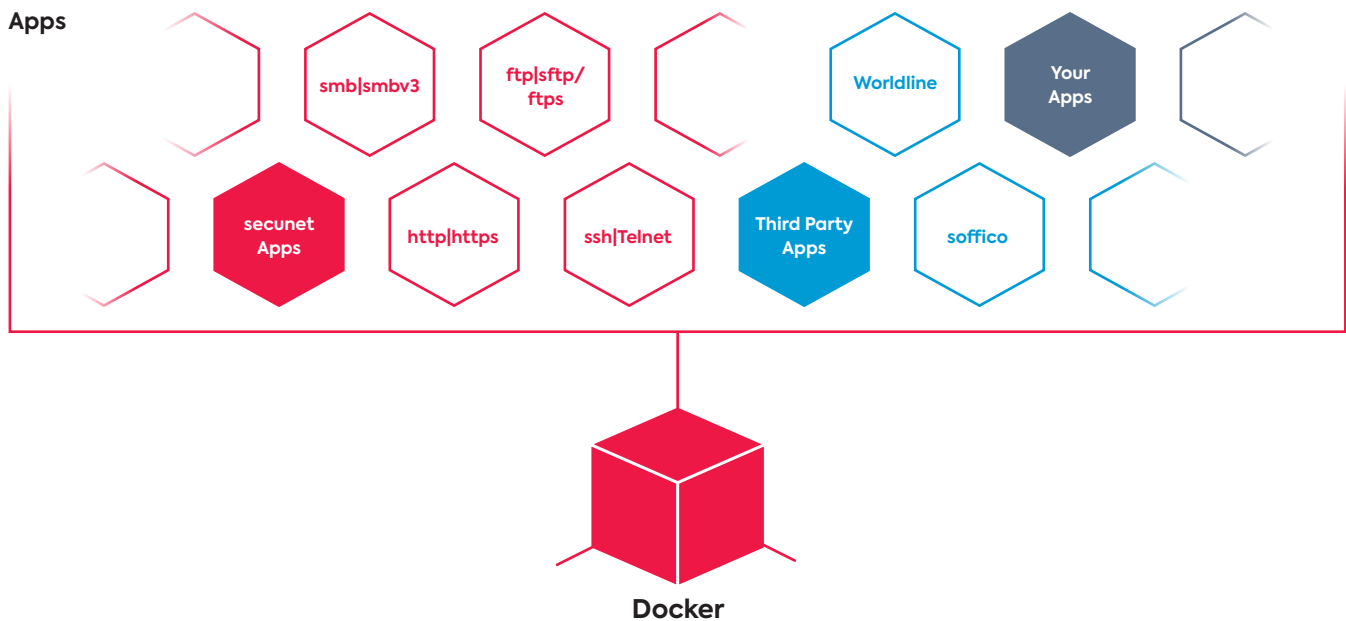 Apps
smb|smbv3
ftp|sftp/
ftps
Worldline
Your
Apps
secunet
Apps
http|https
ssh|Telnet
Third Party
Apps
soffico
Docker